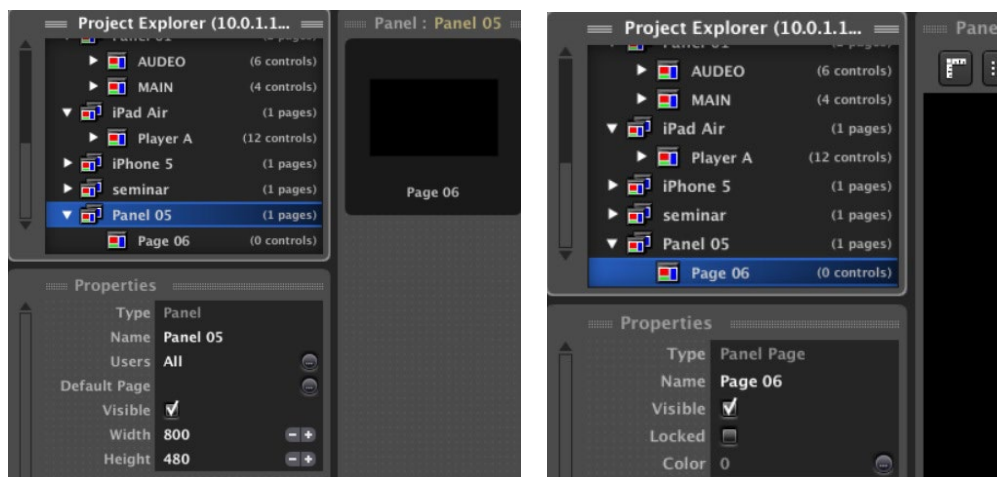 Project Explorer (10.0.1.1...
AUDEO (6 controls)
MAIN (4 controls)
iPad Air (1 pages)
Player A (12 controls)
iPhone 5 (1 pages)
seminar (1 pages)
Panel 05 (1 pages)
Page 06 (0 controls)
Properties
Type Panel
Name Panel 05
Users All
Default Page
Visible
Width 800
Height 480
Panel : Panel 05
Page 06
Project Explorer (10.0.1.1...
AUDEO (6 controls)
MAIN (4 controls)
iPad Air (1 pages)
Player A (12 controls)
iPhone 5 (1 pages)
seminar (1 pages)
Panel 05 (1 pages)
Page 06 (0 controls)
Properties
Type Panel Page
Name Page 06
Visible
Locked
Color 0
Pane